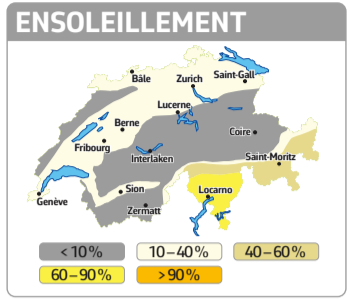 ENSOLEILLEMENT
Bâle
Zurich
Saint-Gall
Lucerne
Berne
Fribourg
Coire
Interlaken
Saint-Moritz
Sion
Locarno
Genève
Zermatt
< 10 %
10 – 40 %
40 – 60 %
60 – 90 %
> 90 %